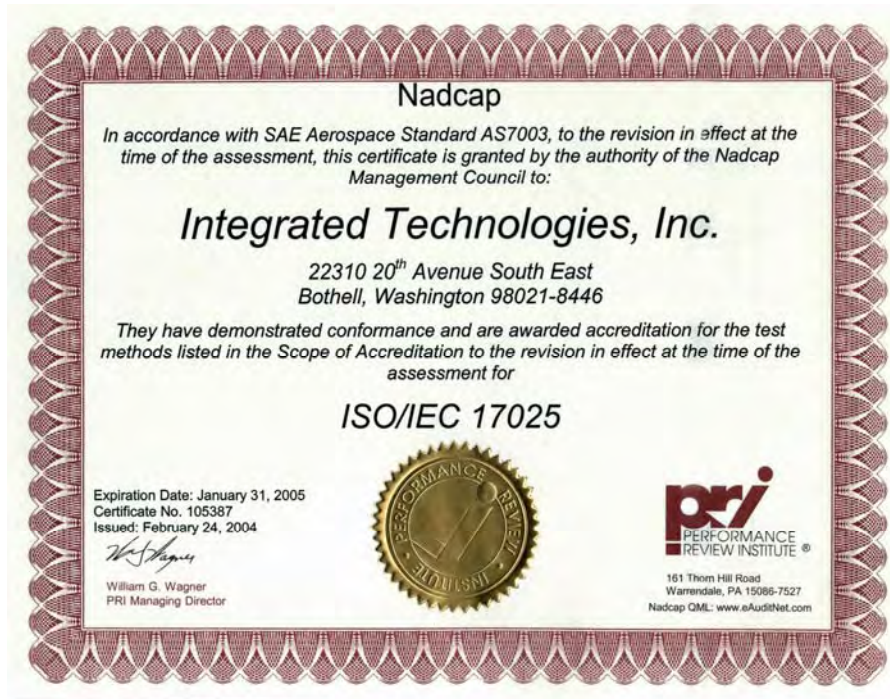 Nadcap
In accordance with SAE Aerospace Standard AS7003, to the revision in effect at the
time of the assessment, this certificate is granted by the authority of the Nadcap
Management Council to:
Integrated Technologies, Inc.
22310 20th Avenue South East
Bothell, Washington 98021-8446
They have demonstrated conformance and are awarded accreditation for the test
methods listed in the Scope of Accreditation to the revision in effect at the time of the
assessment for
ISO/IEC 17025
Expiration Date: January 31, 2005
Certificate No. 105387
Issued: February 24, 2004
William G. Wagner
PRI Managing Director
• PERFORMANCE REVIEW • INSTITUTE
pri
PERFORMANCE
REVIEW INSTITUTE ®
161 Thorn Hill Road
Warrendale, PA 15086-7527
Nadcap QML: www.eAuditNet.com